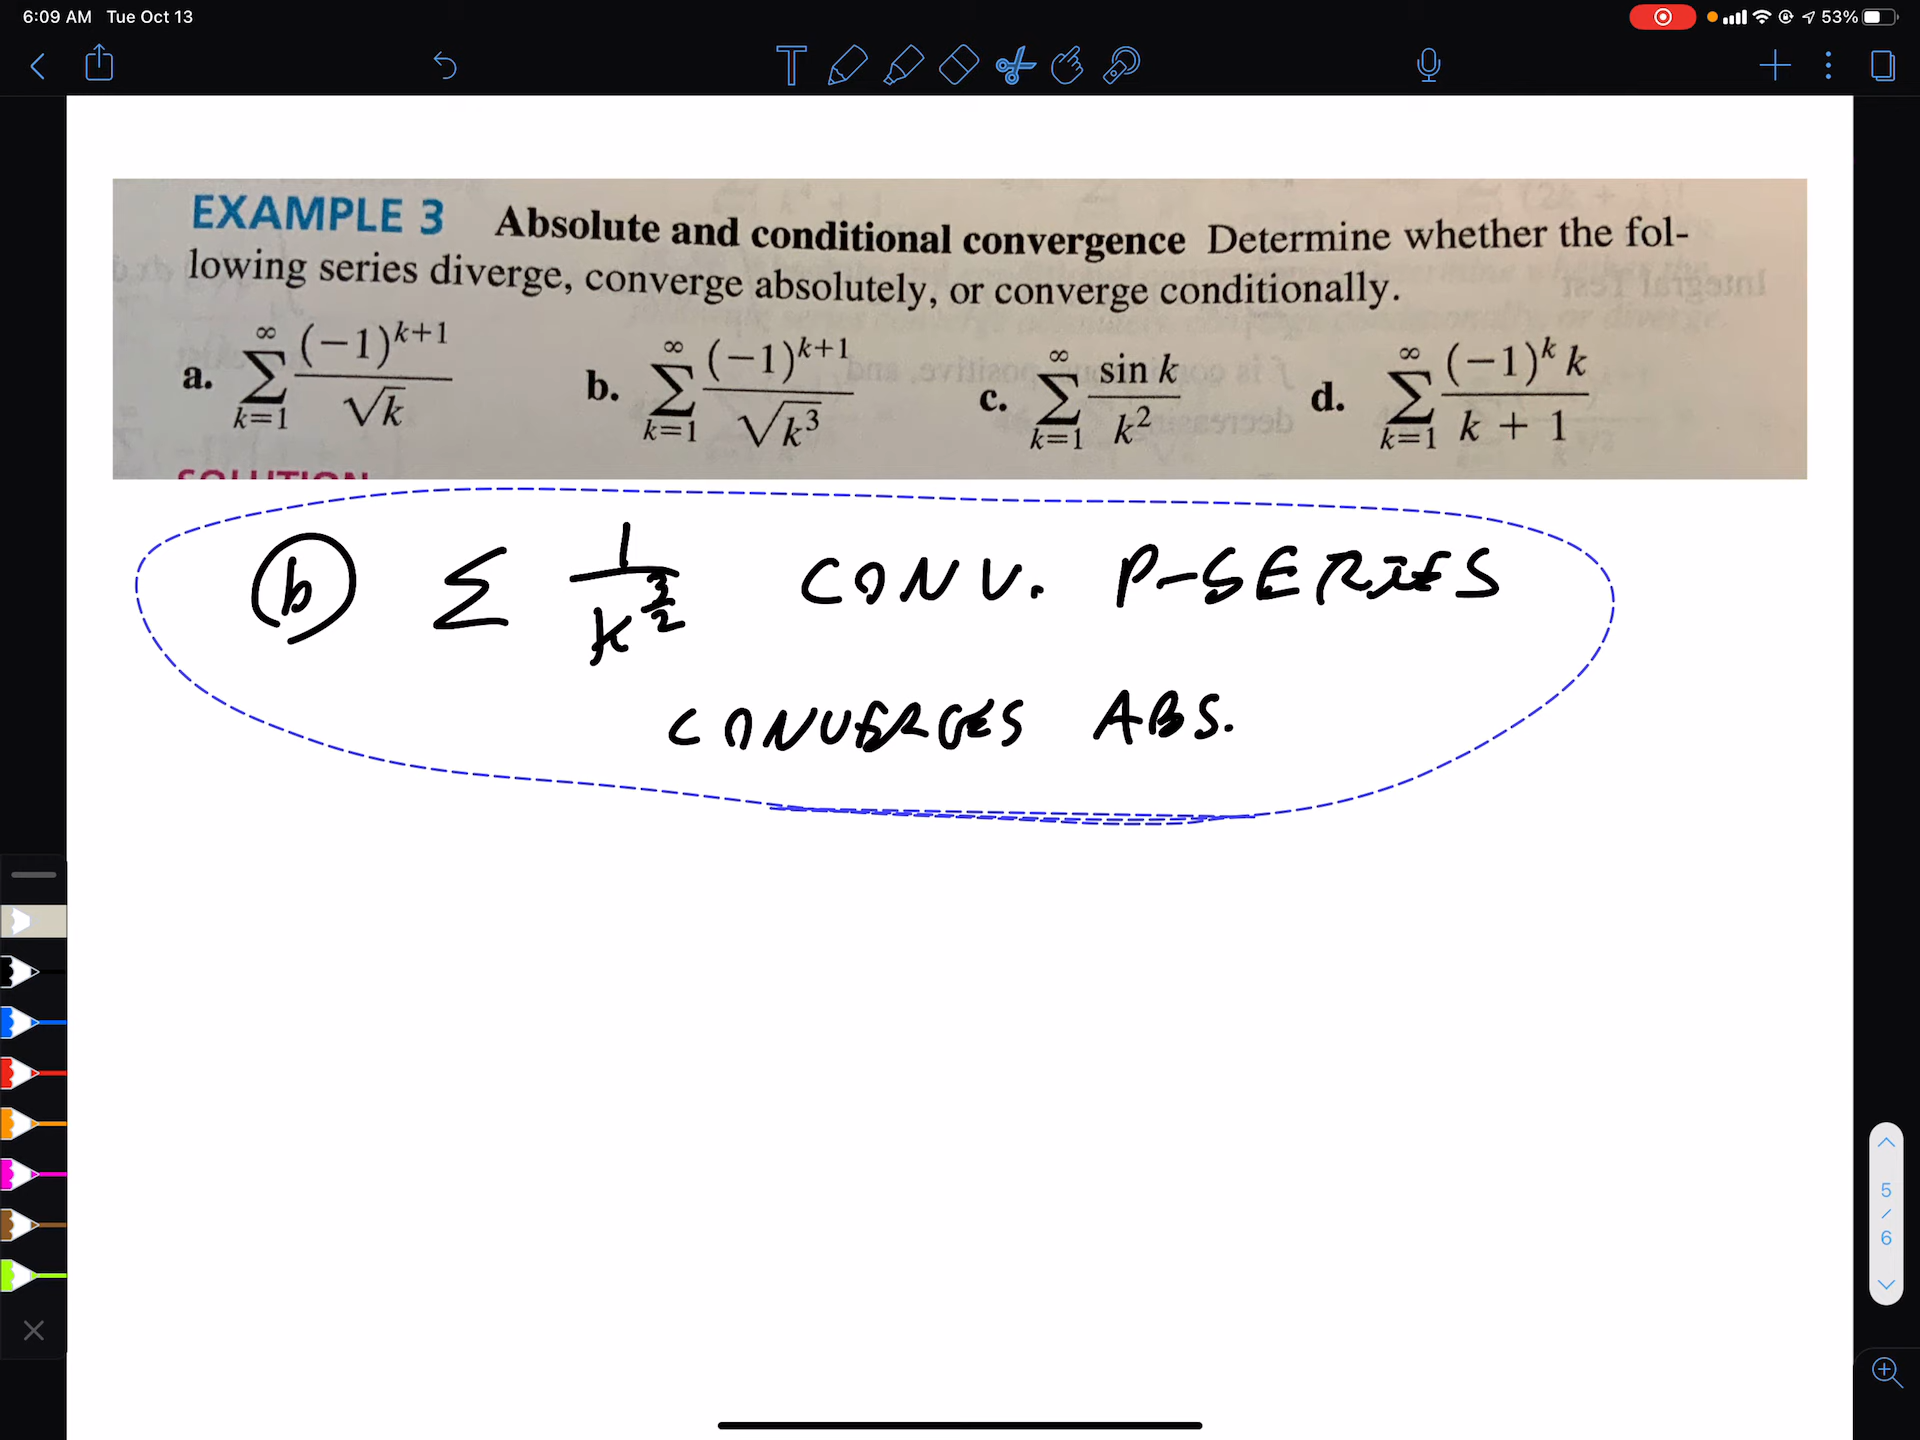 6:09 AM Tue Oct 13
53%
EXAMPLE 3 Absolute and conditional convergence Determine whether the fol-
lowing series diverge, converge absolutely, or converge conditionally.
a. ∑_{k=1}^{∞} (−1)^{k+1} / √k b. ∑_{k=1}^{∞} (−1)^{k+1} / √k³ c. ∑_{k=1}^{∞} sin k / k² d. ∑_{k=1}^{∞} (−1)^k k / (k + 1)
SOLUTION
b ∑ 1 / k^{3/2} CONV. P-SERIES
CONVERGES ABS.
5
/
6